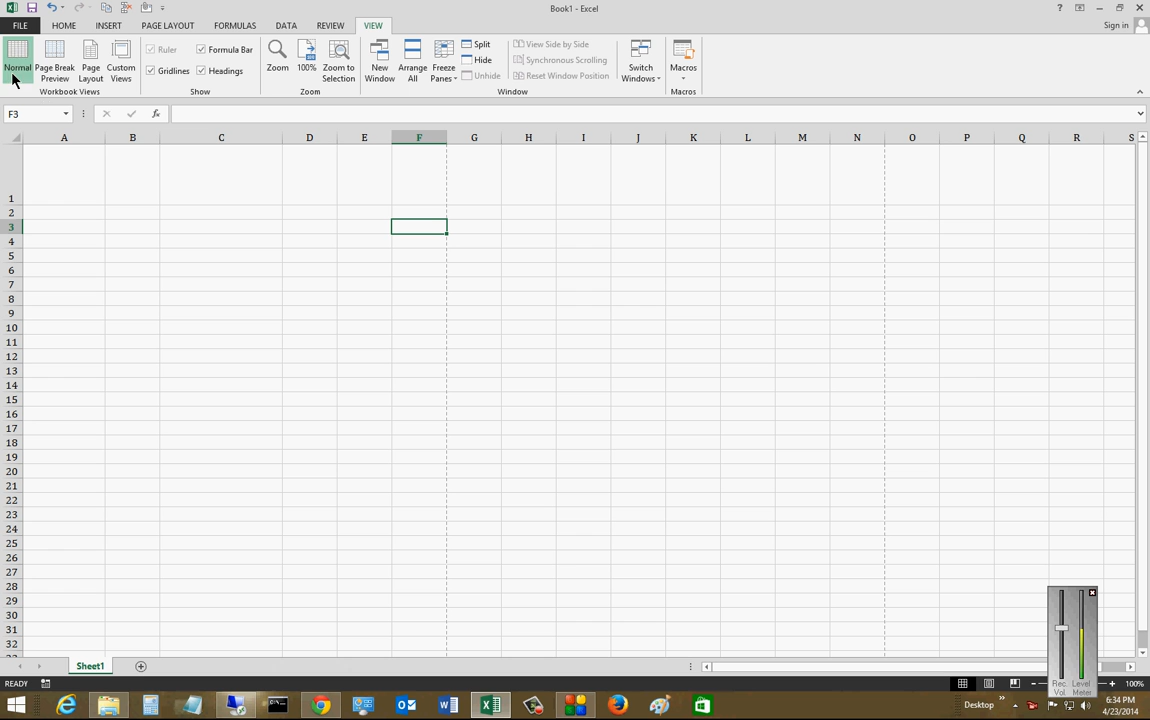 Book1 - Excel
?
Sign in
FILE HOME INSERT PAGE LAYOUT FORMULAS DATA REVIEW VIEW
Normal
Page Break Preview
Page Layout
Custom Views
Workbook Views
Ruler
Formula Bar
Gridlines
Headings
Show
Zoom
100%
Zoom to Selection
Zoom
New Window
Arrange All
Freeze Panes
Split
Hide
Unhide
View Side by Side
Synchronous Scrolling
Reset Window Position
Window
Switch Windows
Macros
Macros
F3
fx
A B C D E F G H I J K L M N O P Q R S
1
2
3
4
5
6
7
8
9
10
11
12
13
14
15
16
17
18
19
20
21
22
23
24
25
26
27
28
29
30
31
32
Rec Vol
Level Meter
Sheet1
READY
100%
Desktop
6:34 PM
4/23/2014